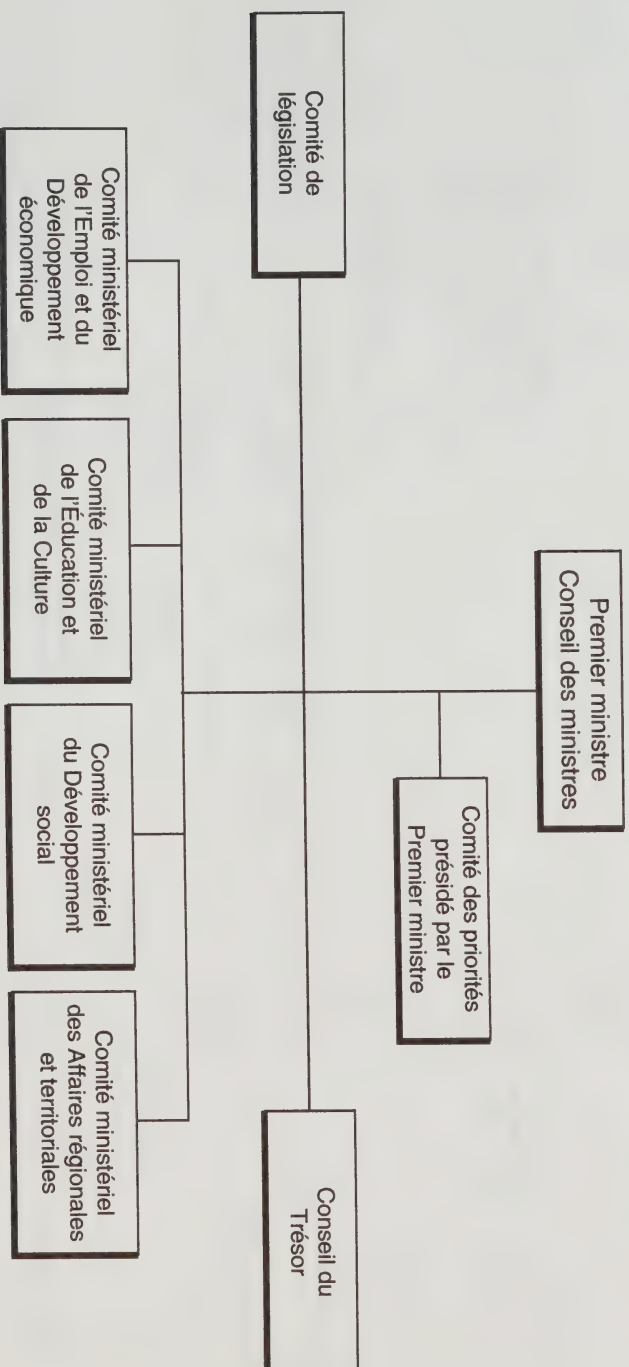 Premier ministre
Conseil des ministres
Comité des priorités
présidé par le
Premier ministre
Comité de
législation
Conseil du
Trésor
Comité ministériel
de l'Emploi et du
Développement
économique
Comité ministériel
de l'Éducation et
de la Culture
Comité ministériel
du Développement
social
Comité ministériel
des Affaires régionales
et territoriales